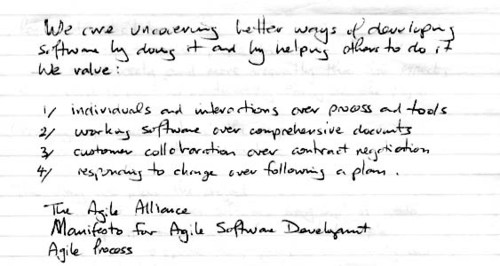 We are uncovering better ways of developing
software by doing it and by helping others to do it
We value:
1/ individuals and interactions over process and tools
2/ working software over comprehensive documents
3/ customer collaboration over contract negotiation
4/ responding to change over following a plan.
The Agile Alliance
Manifesto for Agile Software Development
Agile Process